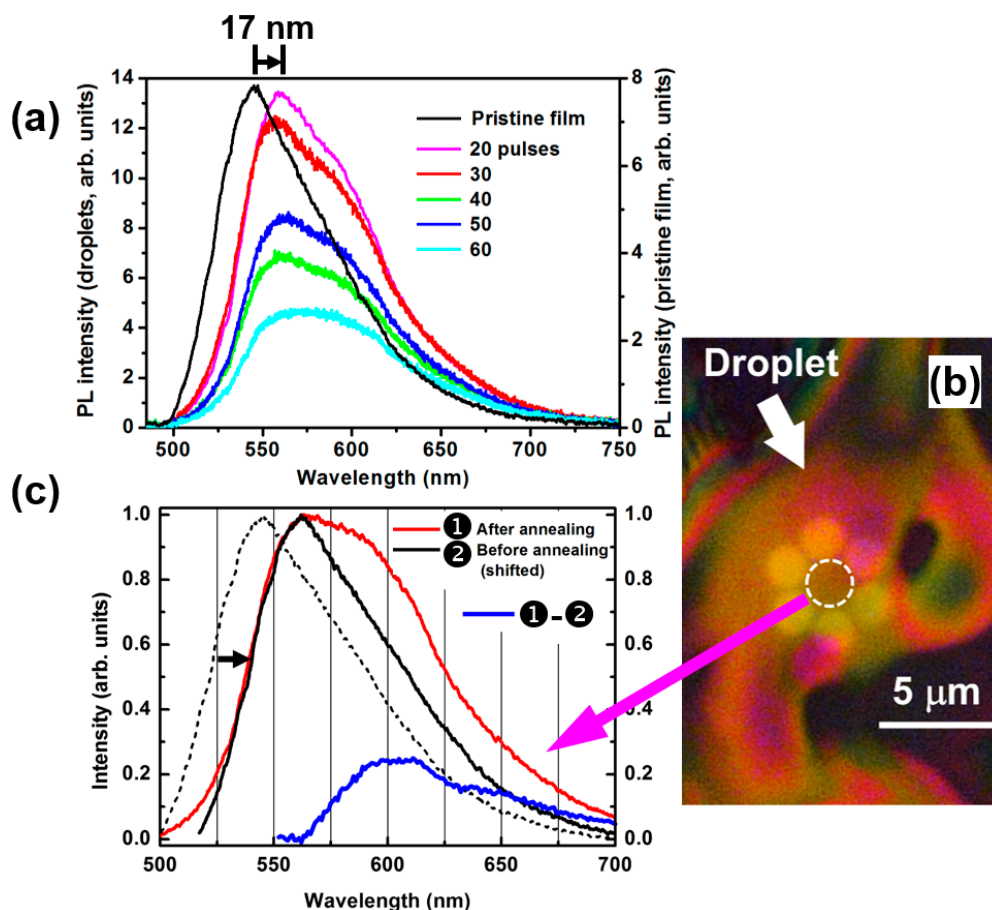 17 nm
(a)
PL intensity (droplets, arb. units)
14
12
10
8
6
4
2
0
Pristine film
20 pulses
30
40
50
60
8
6
4
2
0
PL intensity (pristine film, arb. units)
500 550 600 650 700 750
Wavelength (nm)
(b)
Droplet
5 μm
(c)
Intensity (arb. units)
1.0
0.8
0.6
0.4
0.2
0.0
❶ After annealing
❷ Before annealing
(shifted)
❶-❷
1.0
0.8
0.6
0.4
0.2
0.0
500 550 600 650 700
Wavelength (nm)